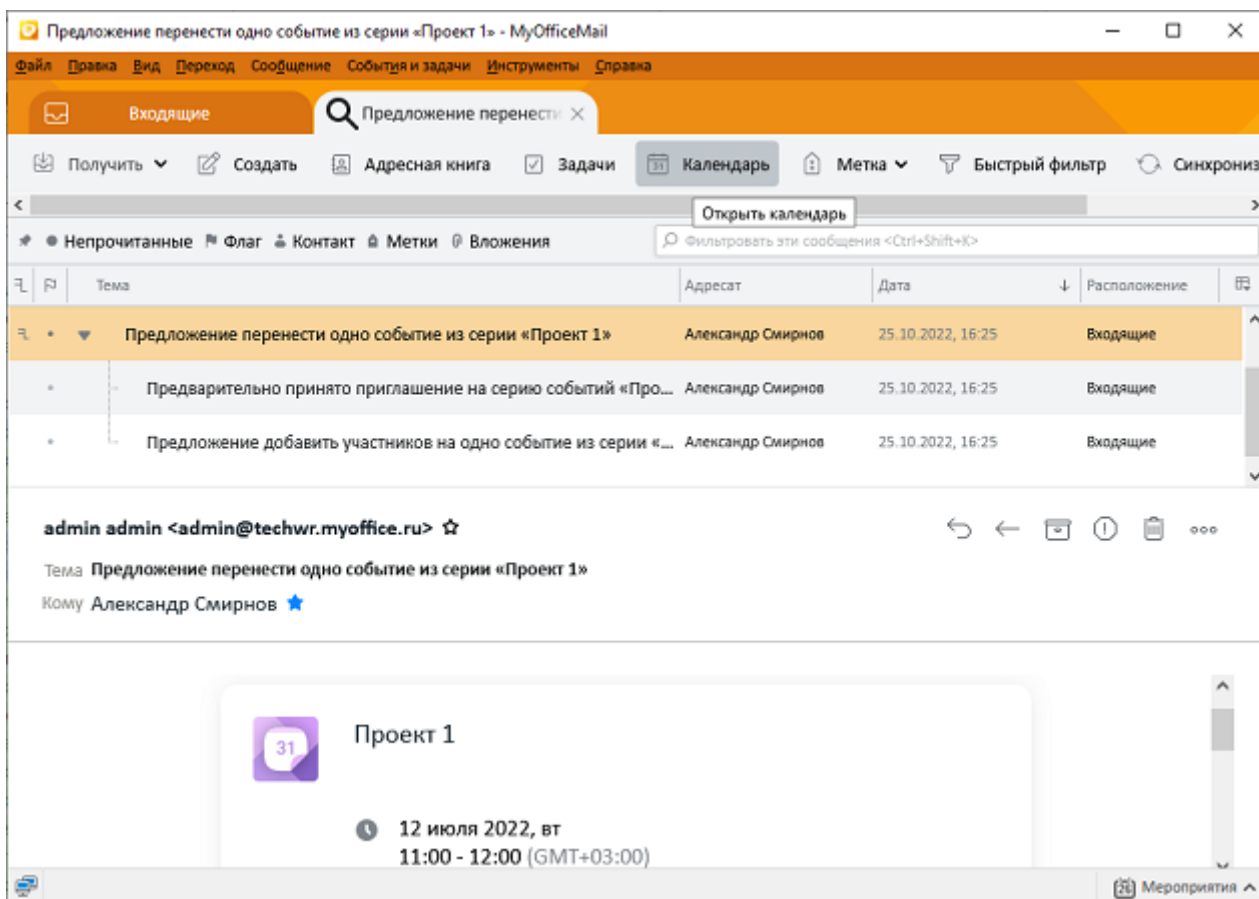 Предложение перенести одно событие из серии «Проект 1» - MyOfficeMail
Файл Правка Вид Переход Сообщение События и задачи Инструменты Справка
Входящие Предложение перенести
Получить Создать Адресная книга Задачи 31 Календарь Метка Быстрый фильтр Синхрониз
Открыть календарь
Непрочитанные Флаг Контакт Метки Вложения Фильтровать эти сообщения <Ctrl+Shift+K>
Тема Адресат Дата Расположение
Предложение перенести одно событие из серии «Проект 1» Александр Смирнов 25.10.2022, 16:25 Входящие
Предварительно принято приглашение на серию событий «Про... Александр Смирнов 25.10.2022, 16:25 Входящие
Предложение добавить участников на одно событие из серии «... Александр Смирнов 25.10.2022, 16:25 Входящие
admin admin <admin@techwr.myoffice.ru>
Тема Предложение перенести одно событие из серии «Проект 1»
Кому Александр Смирнов
31 Проект 1
12 июля 2022, вт
11:00 - 12:00 (GMT+03:00)
26 Мероприятия